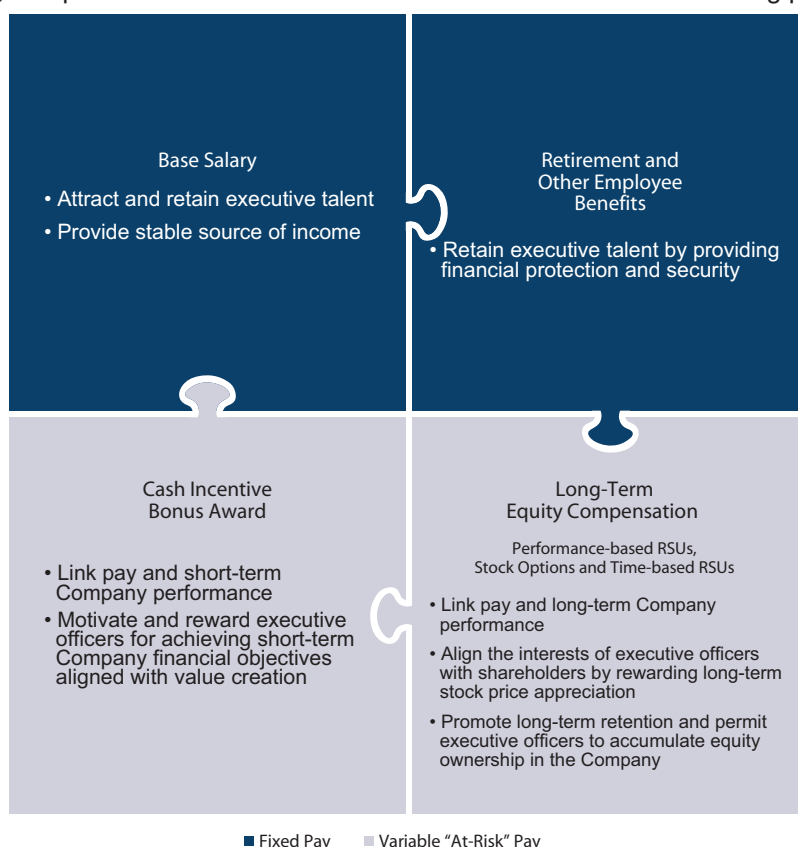 Base Salary
• Attract and retain executive talent
• Provide stable source of income
Retirement and
Other Employee
Benefits
• Retain executive talent by providing
financial protection and security
Cash Incentive
Bonus Award
• Link pay and short-term
Company performance
• Motivate and reward executive
officers for achieving short-term
Company financial objectives
aligned with value creation
Long-Term
Equity Compensation
Performance-based RSUs,
Stock Options and Time-based RSUs
• Link pay and long-term Company
performance
• Align the interests of executive officers
with shareholders by rewarding long-term
stock price appreciation
• Promote long-term retention and permit
executive officers to accumulate equity
ownership in the Company
Fixed Pay
Variable “At-Risk” Pay